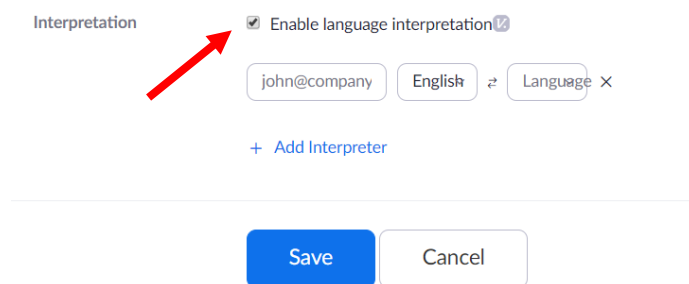 Interpretation Enable language interpretation
john@company English Language
Add Interpreter
Save Cancel